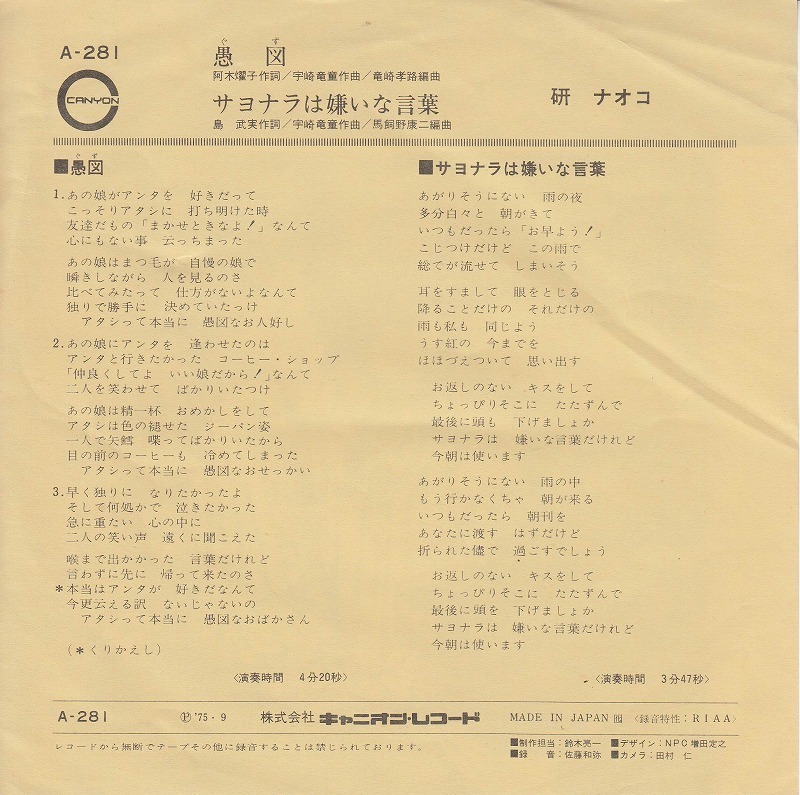 A-281
CANYON
ぐ ず
愚 図
阿木燿子作詞/宇崎竜童作曲/竜崎孝路編曲
サヨナラは嫌いな言葉
島 武実作詞/宇崎竜童作曲/馬飼野康二編曲
研 ナオコ
ぐず
■愚図
1. あの娘がアンタを 好きだって
こっそりアタシに 打ち明けた時
友達だもの「まかせときなよ!」なんて
心にもない事 云っちまった
あの娘はまつ毛が 自慢の娘で
瞬きしながら 人を見るのさ
比べてみたって 仕方がないよなんて
独りで勝手に 決めていたっけ
アタシって本当に 愚図なお人好し
2. あの娘にアンタを 逢わせたのは
アンタと行きたかった コーヒー・ショップ
「仲良くしてよ いい娘だから!」なんて
二人を笑わせて ばかりいたっけ
あの娘は精一杯 おめかしをして
アタシは色の褪せた ジーパン姿
一人で矢鱈 喋ってばかりいたから
目の前のコーヒーも 冷めてしまった
アタシって本当に 愚図なおせっかい
3. 早く独りに なりたかったよ
そして何処かで 泣きたかった
急に重たい 心の中に
二人の笑い声 遠くに聞こえた
喉まで出かかった 言葉だけれど
言わずに先に 帰って来たのさ
*本当はアンタが 好きだなんて
今更云える訳 ないじゃないの
アタシって本当に 愚図なおばかさん
(*くりかえし)
〈演奏時間 4分20秒〉
■サヨナラは嫌いな言葉
あがりそうにない 雨の夜
多分白々と 朝がきて
いつもだったら「お早よう!」
こじつけだけど この雨で
総てが流せて しまいそう
耳をすまして 眼をとじる
降ることだけの それだけの
雨も私も 同じよう
うす紅の 今までを
ほほづえついて 思い出す
お返しのない キスをして
ちょっぴりそこに たたずんで
最後に頭も 下げましょか
サヨナラは 嫌いな言葉だけれど
今朝は使います
あがりそうにない 雨の中
もう行かなくちゃ 朝が来る
いつもだったら 朝刊を
あなたに渡す はずだけど
折られた儘で 過ごすでしょう
お返しのない キスをして
ちょっぴりそこに たたずんで
最後に頭を 下げましょか
サヨナラは 嫌いな言葉だけれど
今朝は使います
〈演奏時間 3分47秒〉
A-281 Ⓟ'75・9 株式会社 キャニオン・レコード MADE IN JAPAN 〈録音特性:RIAA〉
レコードから無断でテープその他に録音することは禁じられております。
■制作担当:鈴木亮一 ■デザイン:NPC増田定之
■録 音:佐藤和弥 ■カメラ:田村 仁